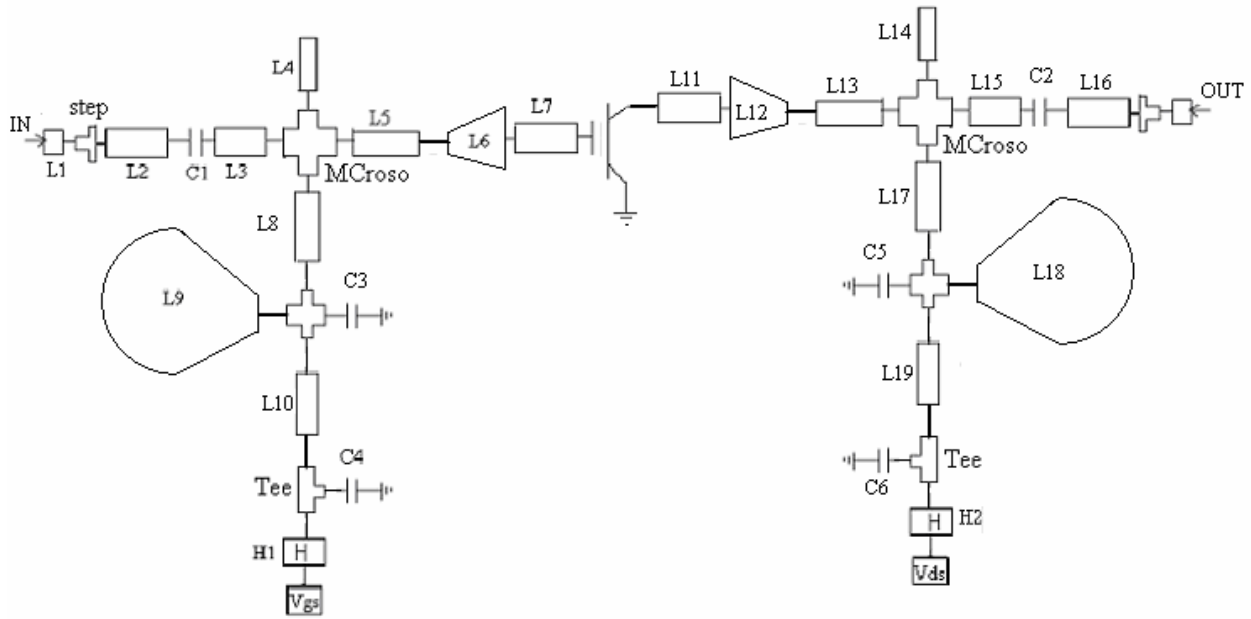 L14
L4
L11
L13
L15
C2
L16
OUT
step
L5
L7
L12
IN
L6
L1
L2
C1
L3
MCroso
MCroso
L8
L17
C3
C5
L9
L18
L10
L19
C4
Tee
Tee
C6
H1
H
H
H2
Vgs
Vds